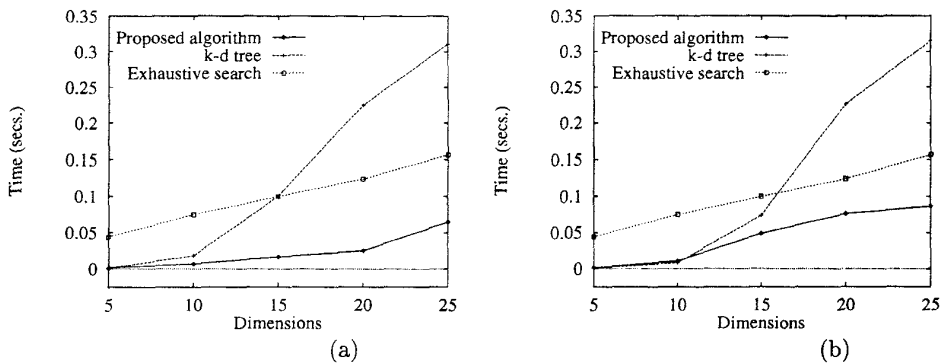 0.35
0.3
0.25
0.2
0.15
0.1
0.05
0
Time (secs.)
Proposed algorithm
k-d tree
Exhaustive search
5 10 15 20 25
Dimensions
(a)
0.35
0.3
0.25
0.2
0.15
0.1
0.05
0
Time (secs.)
Proposed algorithm
k-d tree
Exhaustive search
5 10 15 20 25
Dimensions
(b)